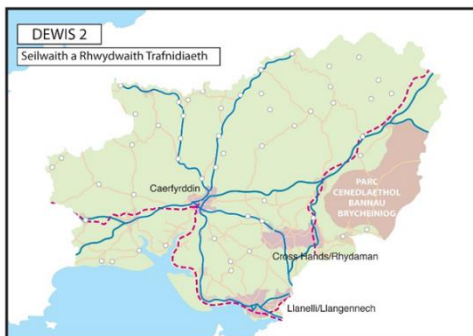 DEWIS 2
Seilwaith a Rhwydwaith Trafnidiaeth
Caerfyrddin
PARC
CENEDLAETHOL
BANNAU
BRYCHEINIOG
Cross Hands/Rhydaman
Llanelli/Llangennech